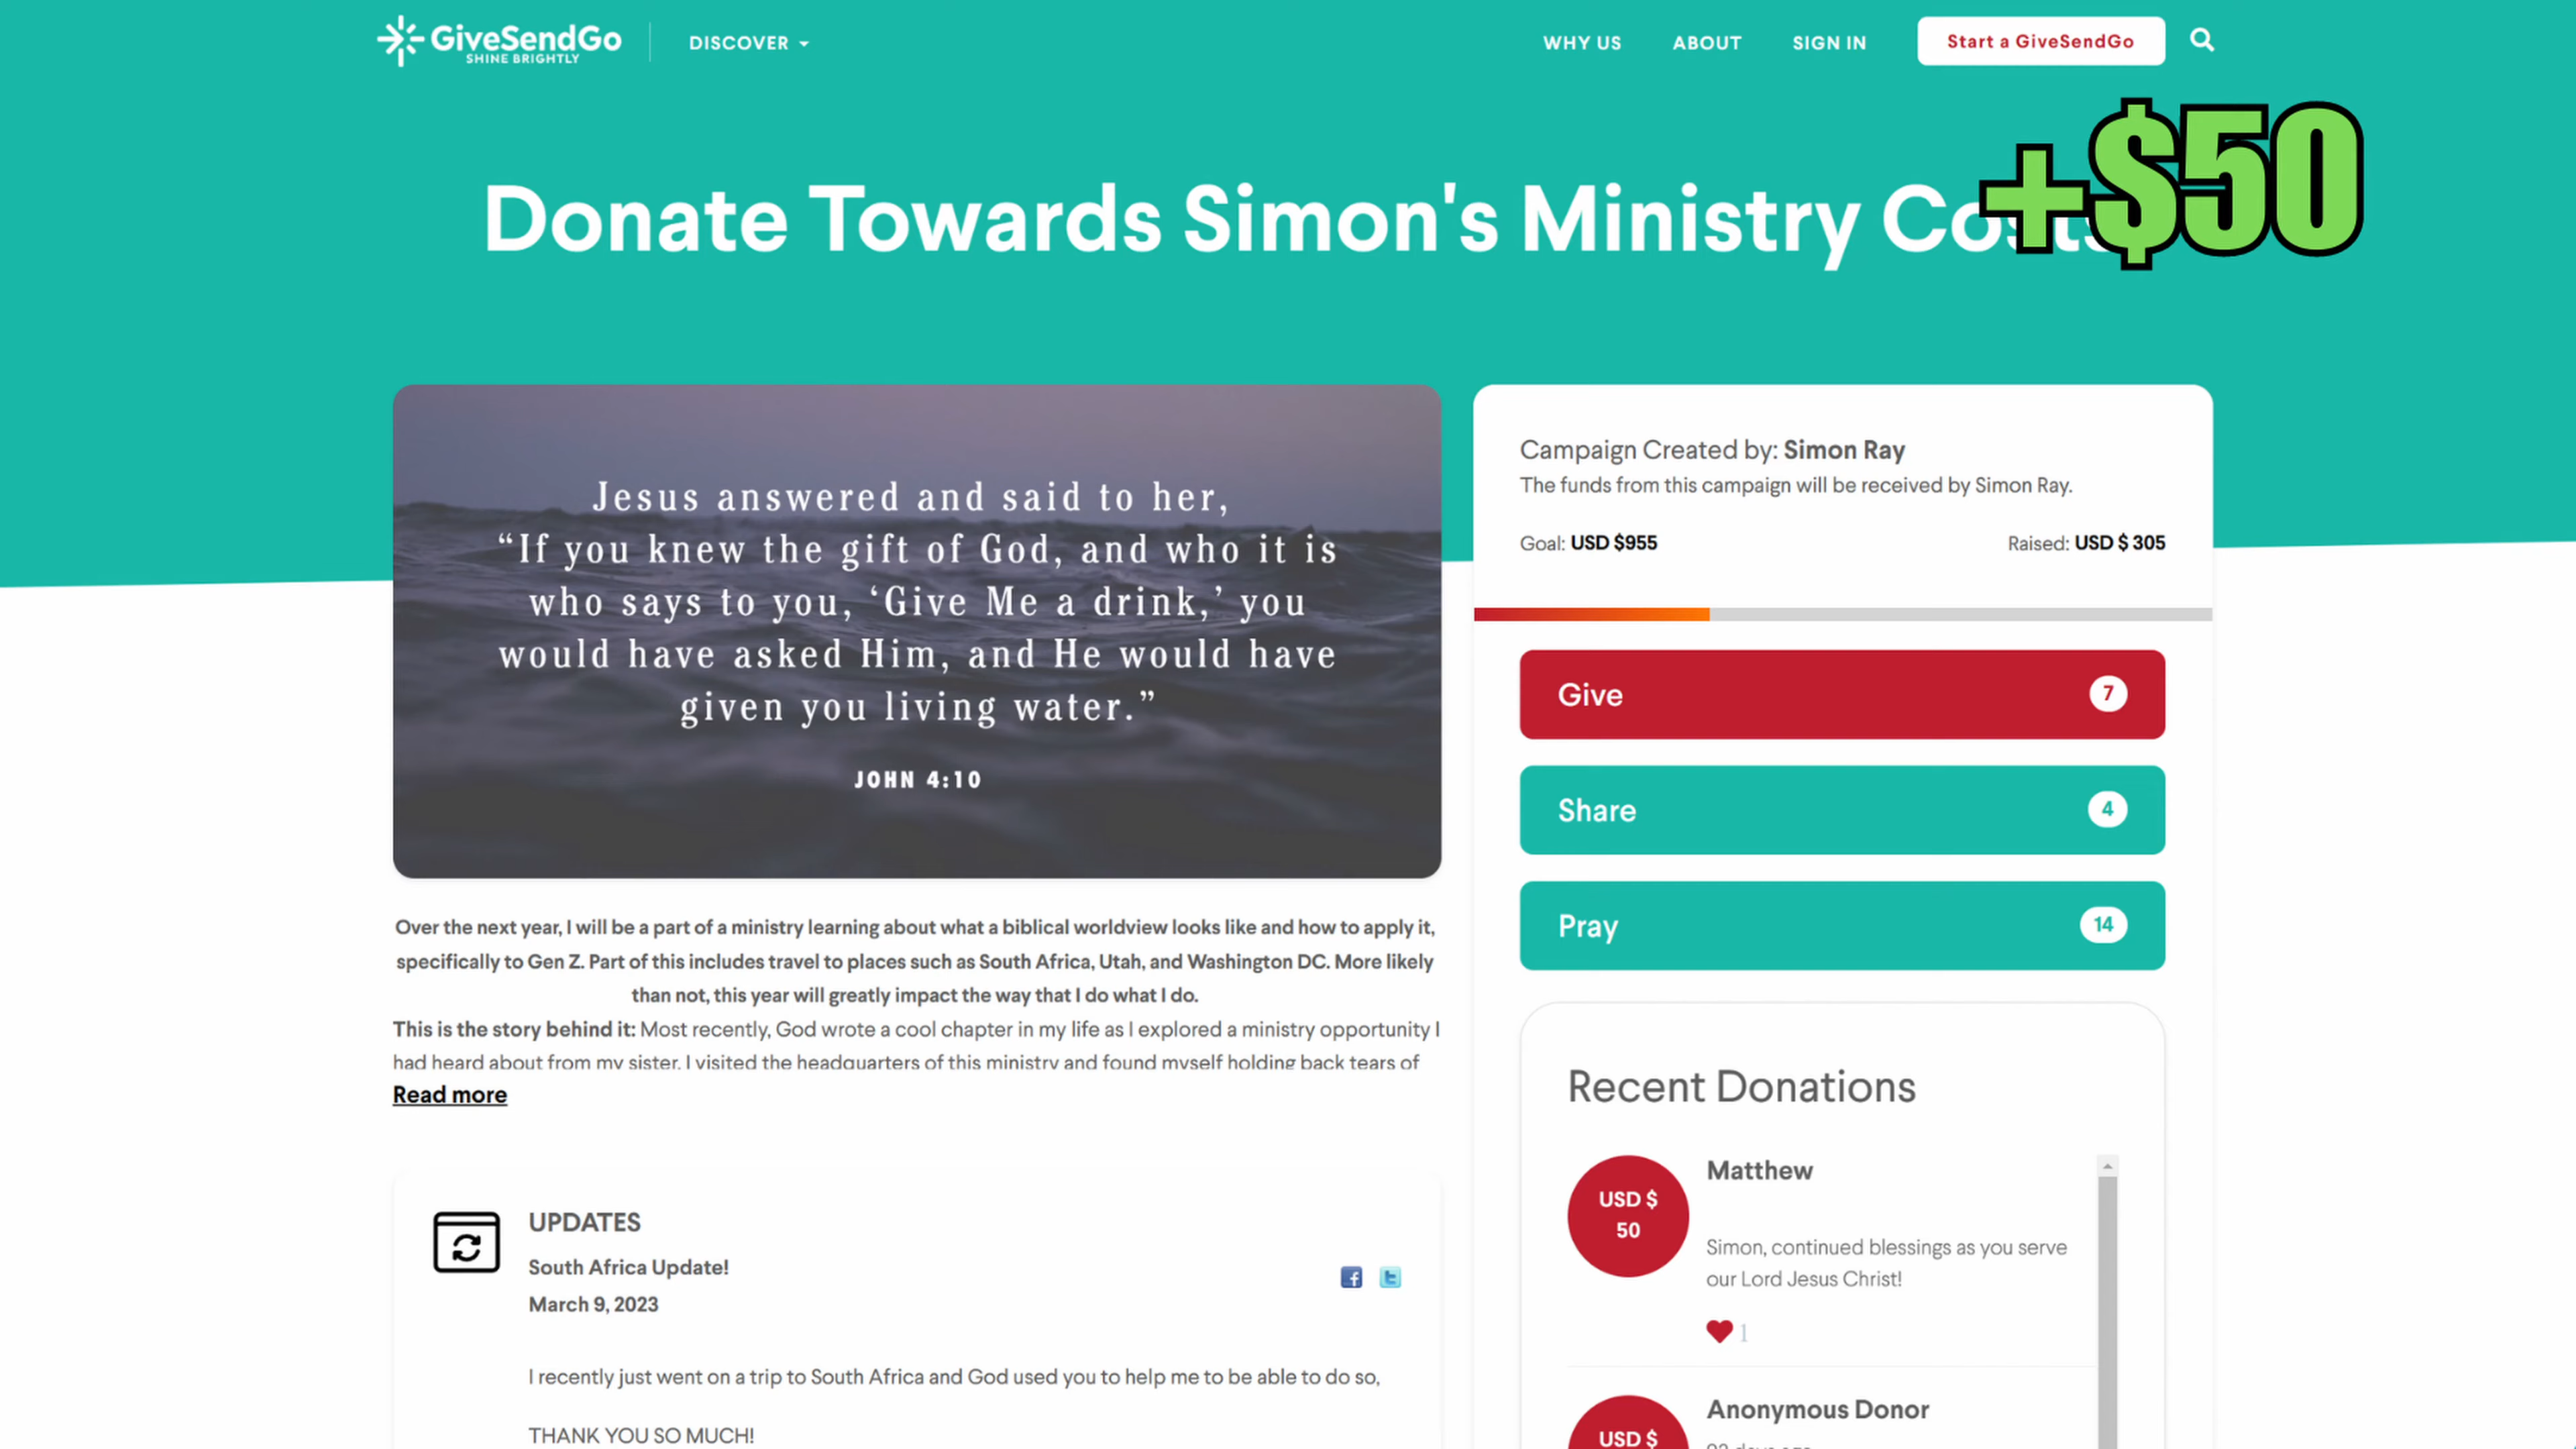 GiveSendGo
SHINE BRIGHTLY
DISCOVER
WHY US
ABOUT
SIGN IN
Start a GiveSendGo
+$50
Donate Towards Simon's Ministry Costs
Jesus answered and said to her,
“If you knew the gift of God, and who it is
who says to you, ‘Give Me a drink,’ you
would have asked Him, and He would have
given you living water.”
JOHN 4:10
Over the next year, I will be a part of a ministry learning about what a biblical worldview looks like and how to apply it,
specifically to Gen Z. Part of this includes travel to places such as South Africa, Utah, and Washington DC. More likely
than not, this year will greatly impact the way that I do what I do.
This is the story behind it: Most recently, God wrote a cool chapter in my life as I explored a ministry opportunity I
had heard about from my sister. I visited the headquarters of this ministry and found myself holding back tears of
Read more
UPDATES
South Africa Update!
March 9, 2023
I recently just went on a trip to South Africa and God used you to help me to be able to do so,
THANK YOU SO MUCH!
Campaign Created by: Simon Ray
The funds from this campaign will be received by Simon Ray.
Goal: USD $955
Raised: USD $ 305
Give 7
Share 4
Pray 14
Recent Donations
USD $
50
Matthew
Simon, continued blessings as you serve
our Lord Jesus Christ!
1
USD $
Anonymous Donor
days ago